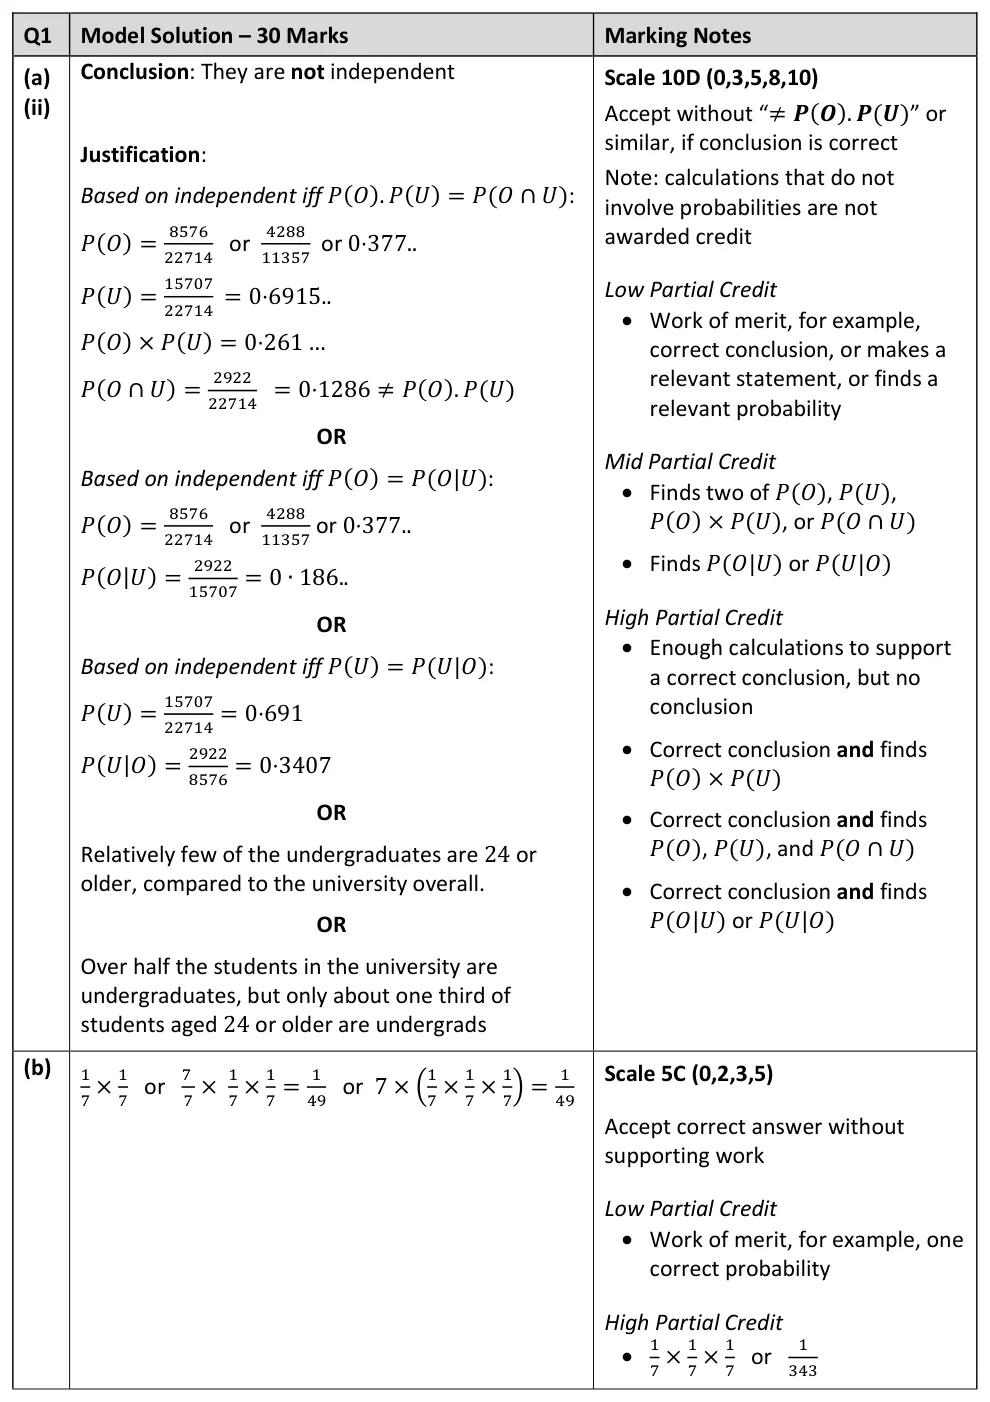 Q1 Model Solution – 30 Marks Marking Notes
(a)
(ii)
Conclusion: They are not independent
Justification:
Based on independent iff P(O). P(U) = P(O ∩ U):
P(O) = 8576/22714 or 4288/11357 or 0·377..
P(U) = 15707/22714 = 0·6915..
P(O) × P(U) = 0·261 …
P(O ∩ U) = 2922/22714 = 0·1286 ≠ P(O). P(U)
OR
Based on independent iff P(O) = P(O|U):
P(O) = 8576/22714 or 4288/11357 or 0·377..
P(O|U) = 2922/15707 = 0 · 186..
OR
Based on independent iff P(U) = P(U|O):
P(U) = 15707/22714 = 0·691
P(U|O) = 2922/8576 = 0·3407
OR
Relatively few of the undergraduates are 24 or
older, compared to the university overall.
OR
Over half the students in the university are
undergraduates, but only about one third of
students aged 24 or older are undergrads
Scale 10D (0,3,5,8,10)
Accept without “≠ P(O). P(U)” or
similar, if conclusion is correct
Note: calculations that do not
involve probabilities are not
awarded credit
Low Partial Credit
• Work of merit, for example,
correct conclusion, or makes a
relevant statement, or finds a
relevant probability
Mid Partial Credit
• Finds two of P(O), P(U),
P(O) × P(U), or P(O ∩ U)
• Finds P(O|U) or P(U|O)
High Partial Credit
• Enough calculations to support
a correct conclusion, but no
conclusion
• Correct conclusion and finds
P(O) × P(U)
• Correct conclusion and finds
P(O), P(U), and P(O ∩ U)
• Correct conclusion and finds
P(O|U) or P(U|O)
(b)
1/7 × 1/7 or 7/7 × 1/7 × 1/7 = 1/49 or 7 × (1/7 × 1/7 × 1/7) = 1/49
Scale 5C (0,2,3,5)
Accept correct answer without
supporting work
Low Partial Credit
• Work of merit, for example, one
correct probability
High Partial Credit
• 1/7 × 1/7 × 1/7 or 1/343